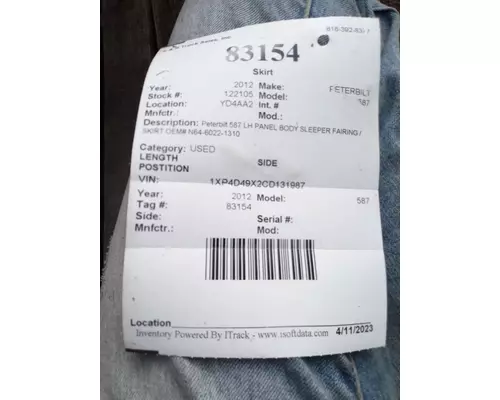 83154
Skirt
Year: 2012 Make: PETERBILT
Stock #: 122105 Model: 587
Location: YD4AA2 Int. #
Mnfctr.: Mod.:
Description: Peterbilt 587 LH PANEL BODY SLEEPER FAIRING /
SKIRT OEM# N64-6022-1310
Category: USED
LENGTH SIDE
POSTITION
VIN: 1XP4D49X2CD131987
Year: 2012 Model: 587
Tag #: 83154
Side: Serial #:
Mnfctr.: Mod:
Location
Inventory Powered By ITrack - www.isoftdata.com 4/11/2023